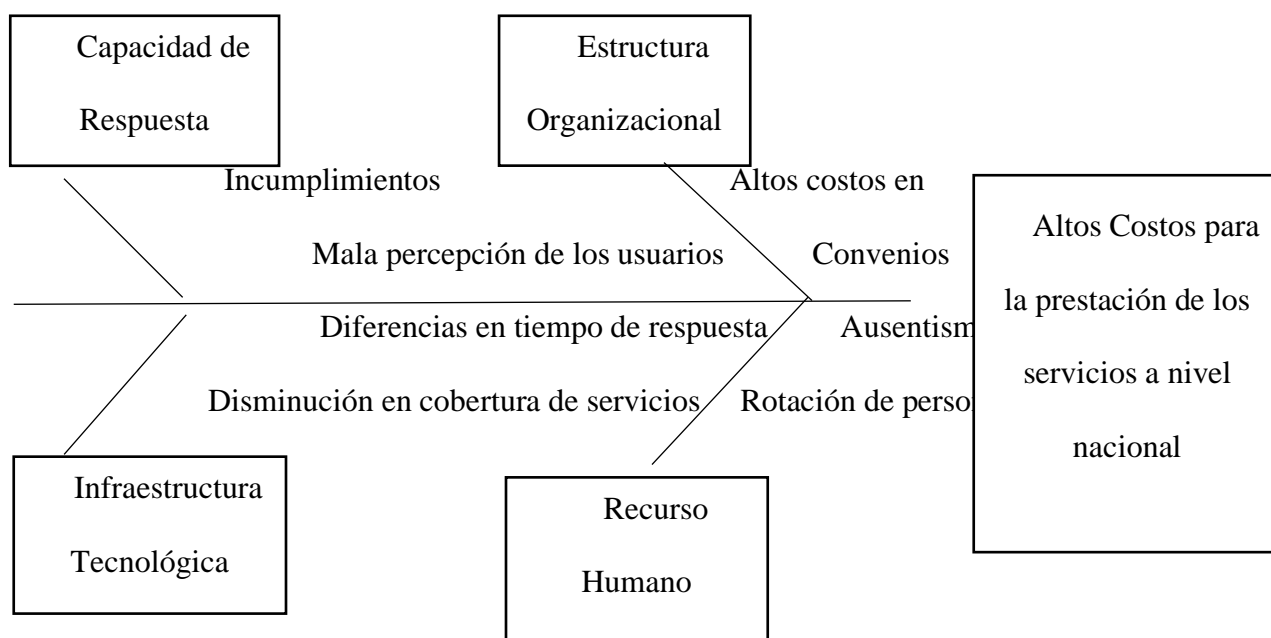 Capacidad de
Respuesta
Estructura
Organizacional
Incumplimientos
Mala percepción de los usuarios
Altos costos en
Convenios
Altos Costos para
la prestación de los
servicios a nivel
nacional
Diferencias en tiempo de respuesta
Disminución en cobertura de servicios
Ausentism
Rotación de perso
Infraestructura
Tecnológica
Recurso
Humano